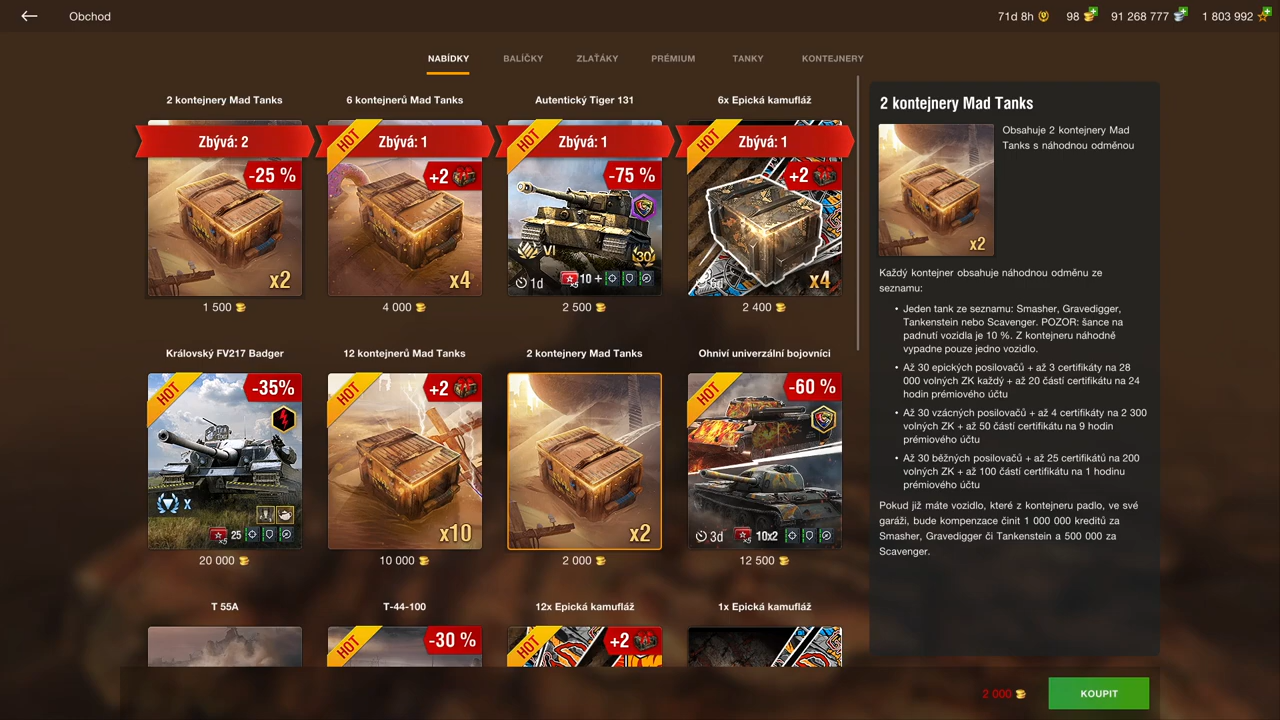 Obchod
71d 8h
98
91 268 777
1 803 992
NABÍDKY
BALÍČKY
ZLAŤÁKY
PRÉMIUM
TANKY
KONTEJNERY
2 kontejnery Mad Tanks
6 kontejnerů Mad Tanks
Autentický Tiger 131
6x Epická kamufláž
Zbývá: 2
HOT
Zbývá: 1
HOT
Zbývá: 1
HOT
Zbývá: 1
-25 %
+2
-75 %
+2
VI
30
x2
x4
1d
x5
10 +
x4
1 500
4 000
2 500
2 400
Královský FV217 Badger
12 kontejnerů Mad Tanks
2 kontejnery Mad Tanks
Ohniví univerzální bojovníci
HOT
-35%
HOT
+2
HOT
-60 %
X
x5
25
x10
x2
3d
x5
10x2
20 000
10 000
2 000
12 500
T 55A
T-44-100
12x Epická kamufláž
1x Epická kamufláž
HOT
-30 %
HOT
+2
2 kontejnery Mad Tanks
Obsahuje 2 kontejnery Mad
Tanks s náhodnou odměnou
x2
Každý kontejner obsahuje náhodnou odměnu ze
seznamu:
• Jeden tank ze seznamu: Smasher, Gravedigger,
Tankenstein nebo Scavenger. POZOR: šance na
padnutí vozidla je 10 %. Z kontejneru náhodně
vypadne pouze jedno vozidlo.
• Až 30 epických posilovačů + až 3 certifikáty na 28
000 volných ZK každý + až 20 částí certifikátu na 24
hodin prémiového účtu
• Až 30 vzácných posilovačů + až 4 certifikáty na 2 300
volných ZK + až 50 částí certifikátu na 9 hodin
prémiového účtu
• Až 30 běžných posilovačů + až 25 certifikátů na 200
volných ZK + až 100 částí certifikátu na 1 hodinu
prémiového účtu
Pokud již máte vozidlo, které z kontejneru padlo, ve své
garáži, bude kompenzace činit 1 000 000 kreditů za
Smasher, Gravedigger či Tankenstein a 500 000 za
Scavenger.
2 000
KOUPIT